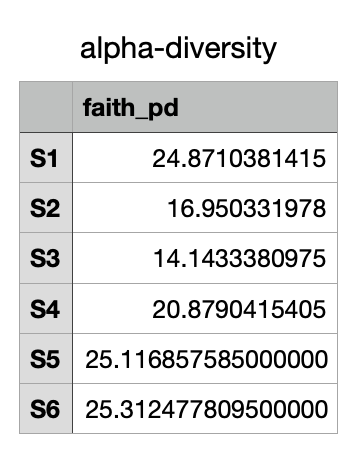 alpha-diversity
faith_pd
S1 24.8710381415
S2 16.950331978
S3 14.1433380975
S4 20.8790415405
S5 25.116857585000000
S6 25.312477809500000